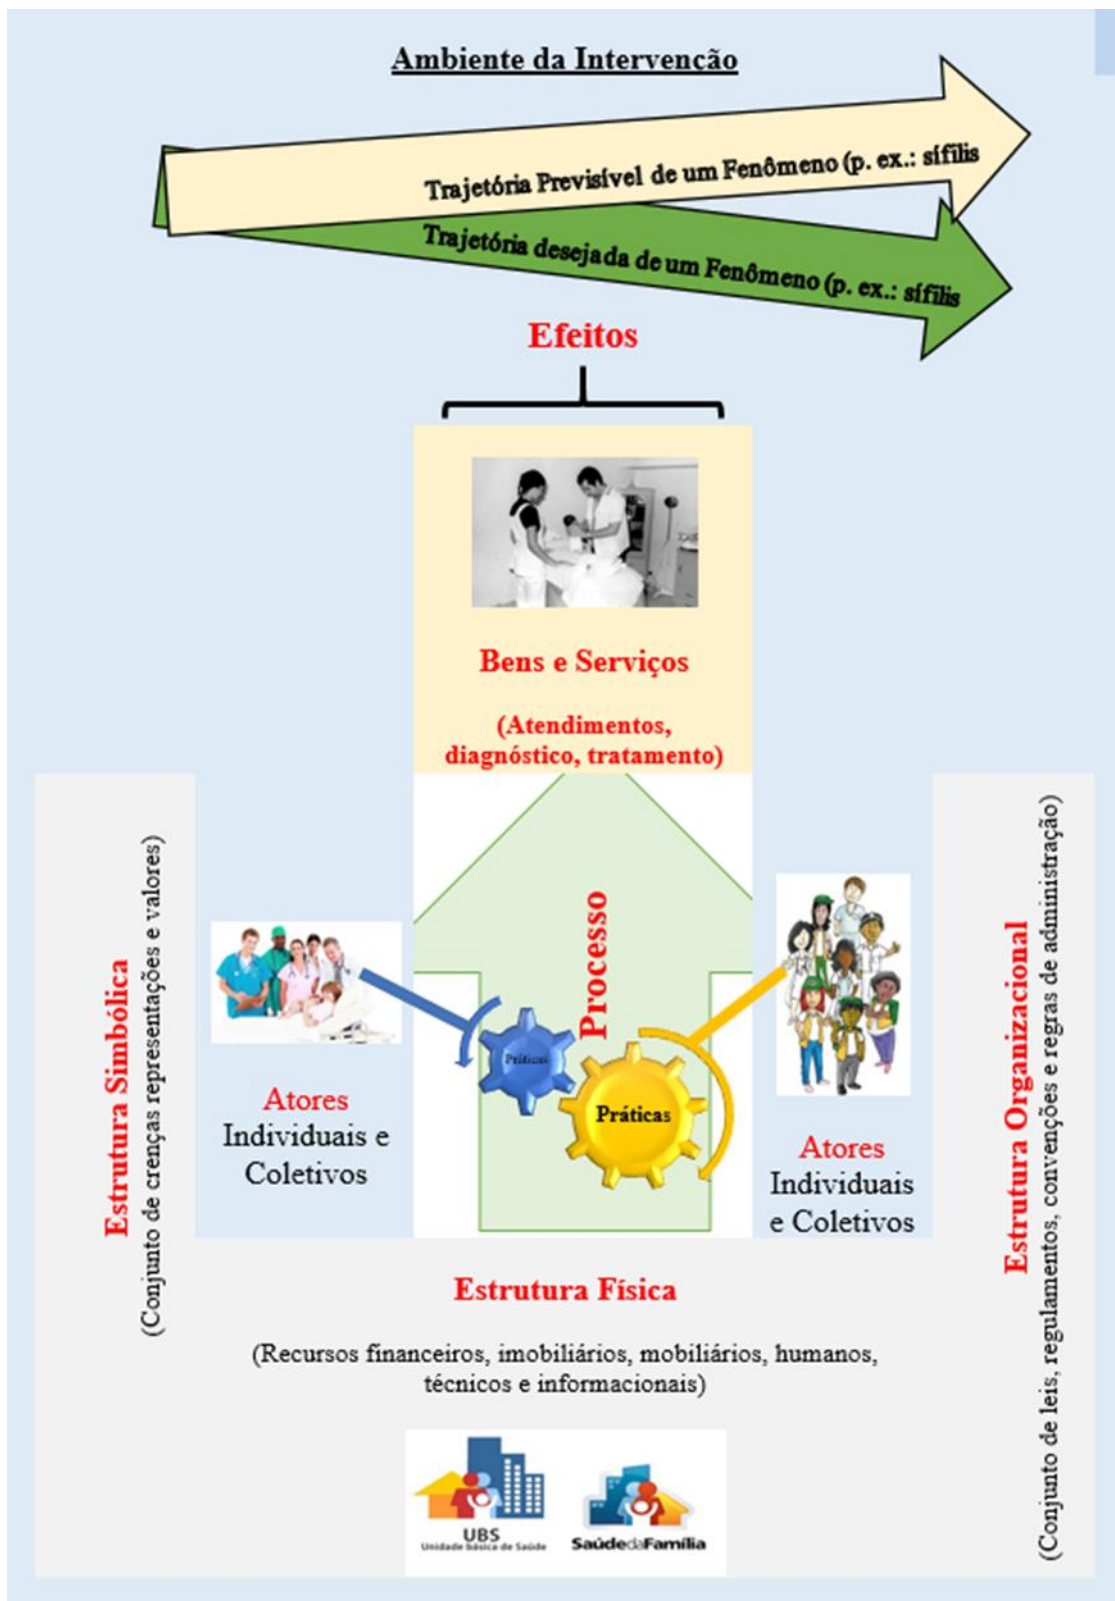 Ambiente da Intervenção
Trajetória Previsível de um Fenômeno (p. ex.: sífilis
Trajetória desejada de um Fenômeno (p. ex.: sífilis
Efeitos
Bens e Serviços
(Atendimentos,
diagnóstico, tratamento)
Estrutura Simbólica
(Conjunto de crenças representações e valores)
Atores
Individuais e
Coletivos
Processo
Práticas
Práticas
Atores
Individuais
e Coletivos
Estrutura Organizacional
(Conjunto de leis, regulamentos, convenções e regras de administração)
Estrutura Física
(Recursos financeiros, imobiliários, mobiliários, humanos,
técnicos e informacionais)
UBS
Unidade básica de Saúde
SaúdedaFamília